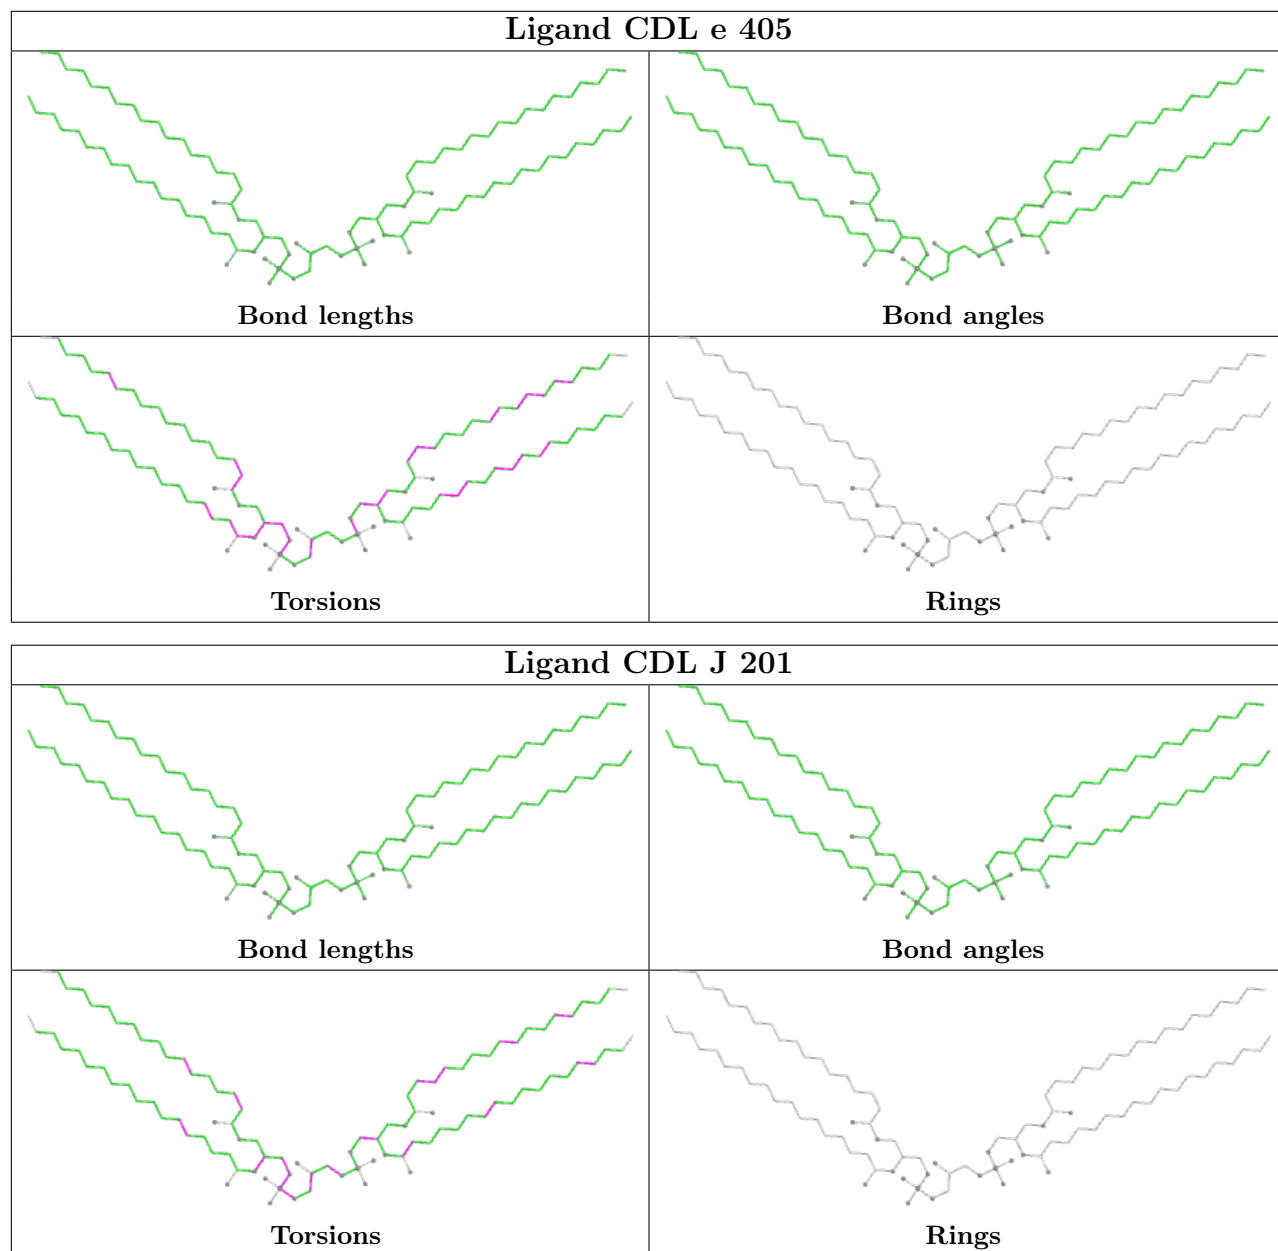 Ligand CDL e 405
Bond lengths
Bond angles
Torsions
Rings
Ligand CDL J 201
Bond lengths
Bond angles
Torsions
Rings